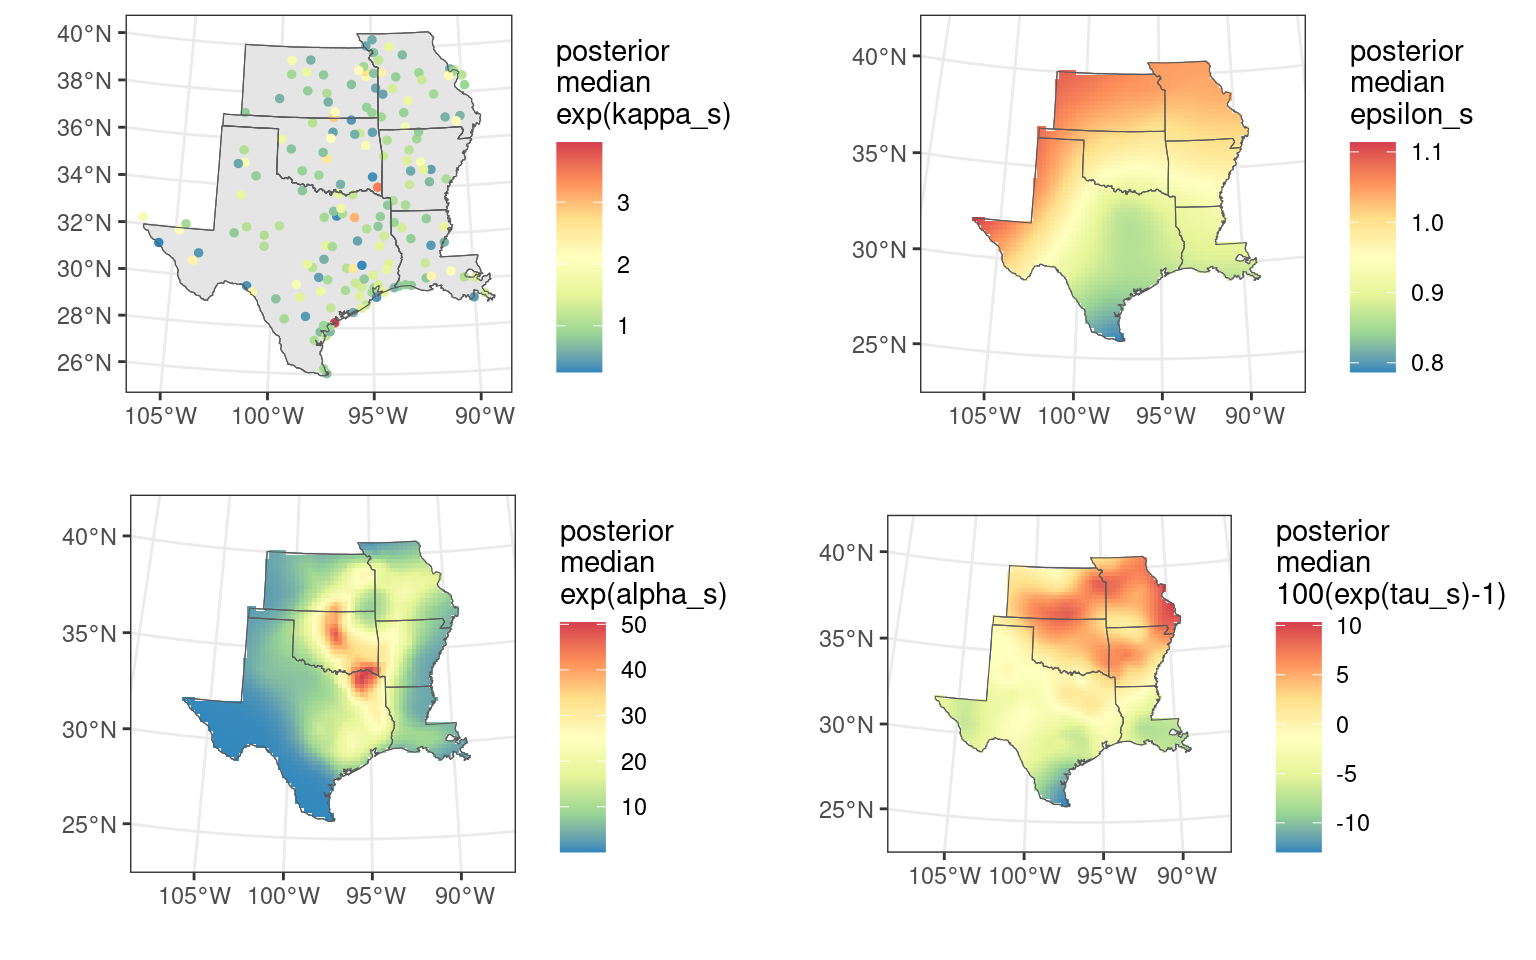 40°N
38°N
36°N
34°N
32°N
30°N
28°N
26°N
105°W 100°W 95°W 90°W
posterior
median
exp(kappa_s)
3
2
1
40°N
35°N
30°N
25°N
105°W 100°W 95°W 90°W
posterior
median
epsilon_s
1.1
1.0
0.9
0.8
40°N
35°N
30°N
25°N
105°W 100°W 95°W 90°W
posterior
median
exp(alpha_s)
50
40
30
20
10
40°N
35°N
30°N
25°N
105°W 100°W 95°W 90°W
posterior
median
100(exp(tau_s)-1)
10
5
0
-5
-10